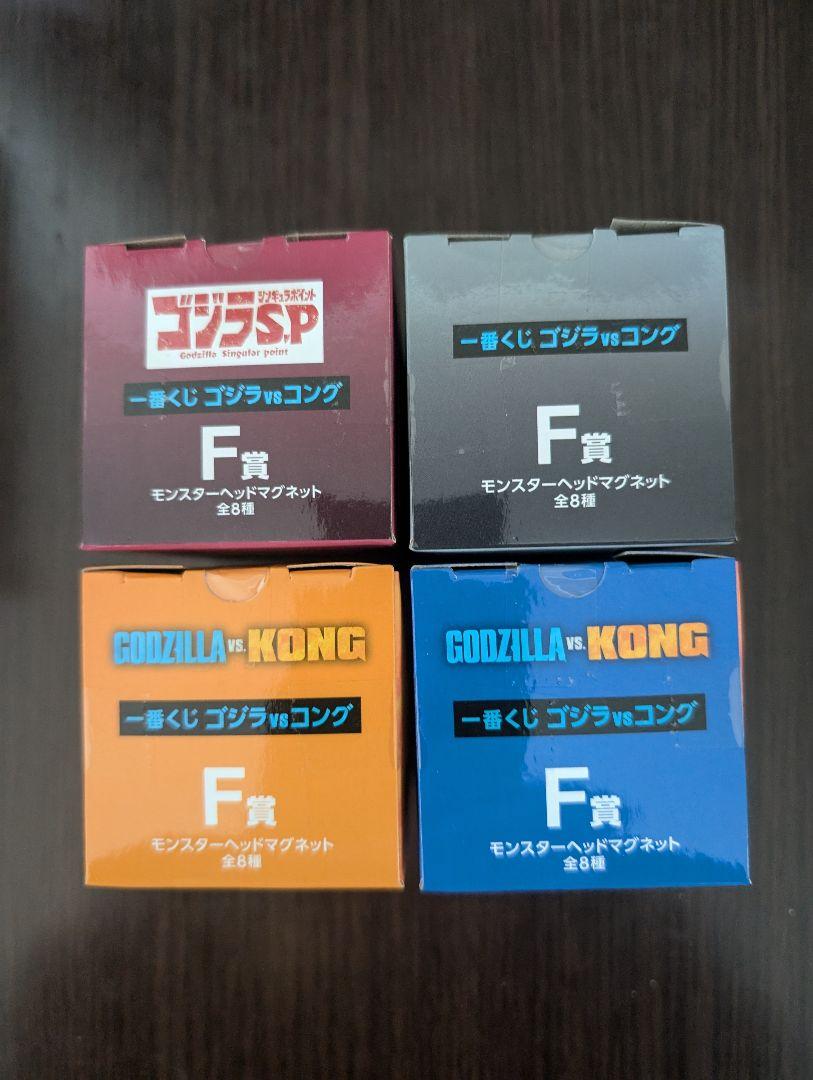 シンギュラポイント
ゴジラS.P
Godzilla Singular point
一番くじ ゴジラvsコング
F賞
モンスターヘッドマグネット
全8種
一番くじ ゴジラvsコング
F賞
モンスターヘッドマグネット
全8種
GODZILLA VS. KONG
一番くじ ゴジラvsコング
F賞
モンスターヘッドマグネット
全8種
GODZILLA VS. KONG
一番くじ ゴジラvsコング
F賞
モンスターヘッドマグネット
全8種